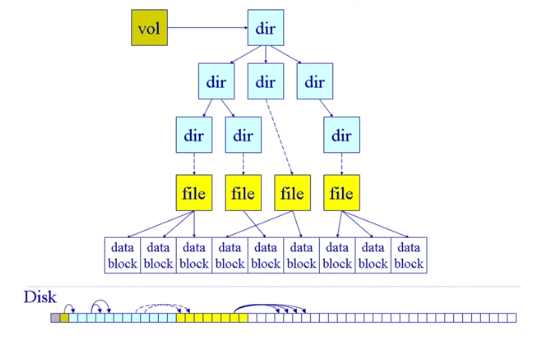 vol dir
dir dir dir
dir dir dir
file file file file
data data data data data data data data data
block block block block block block block block block
Disk